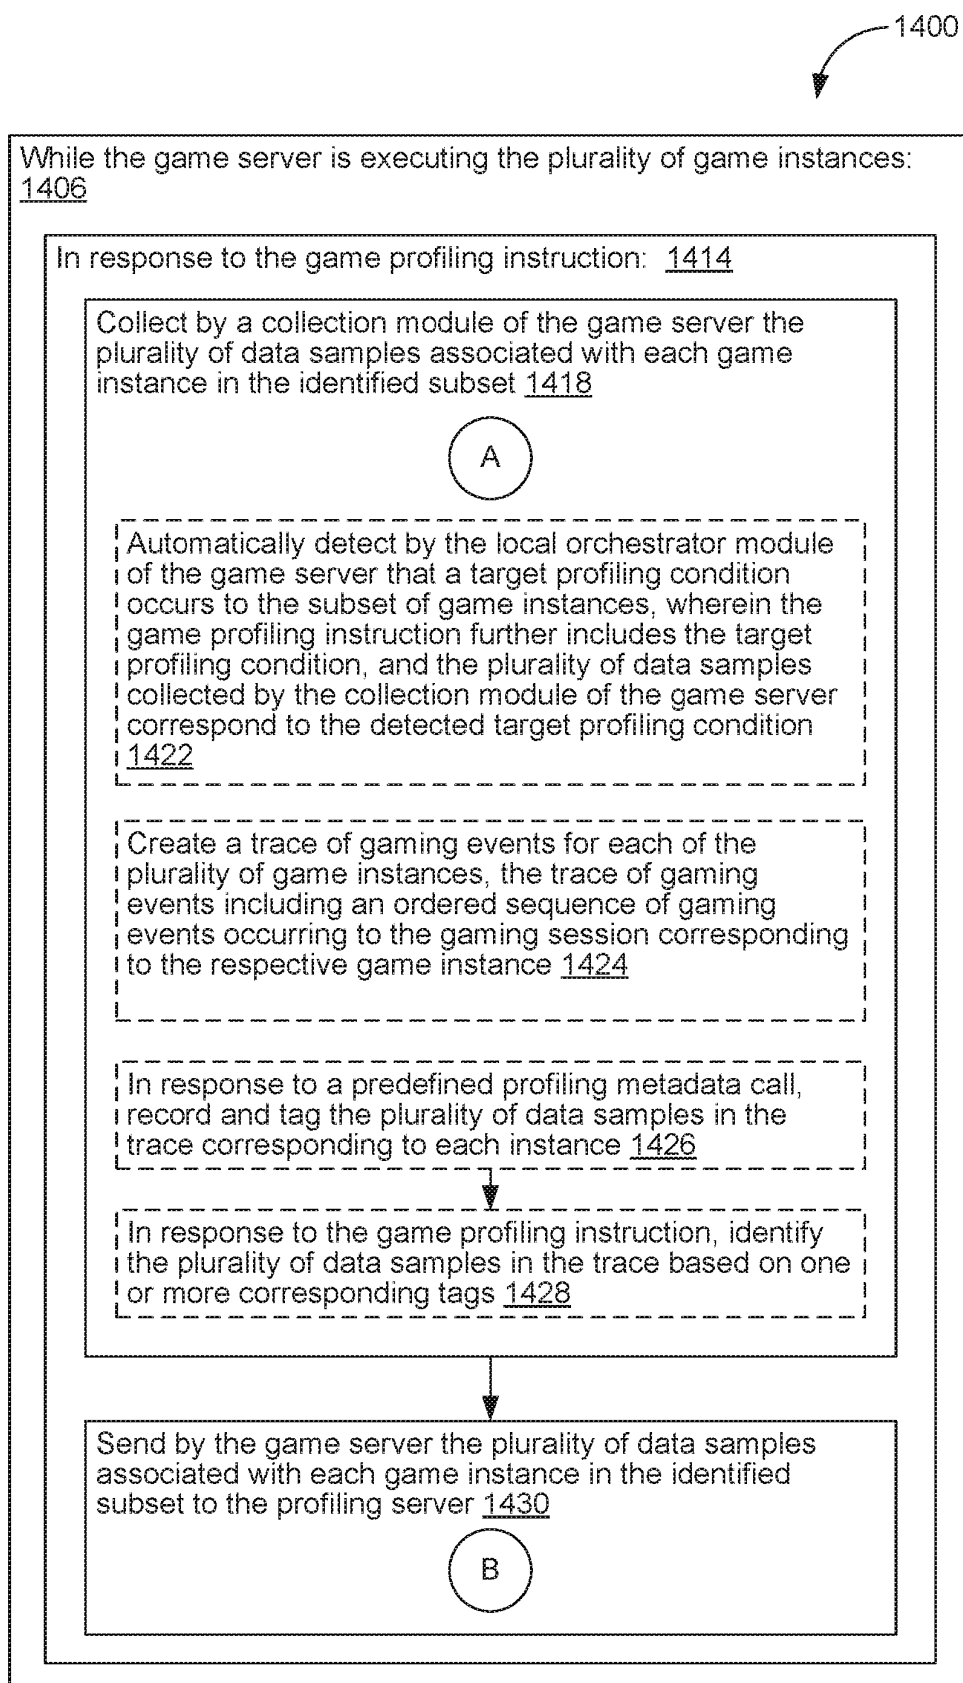 1400
While the game server is executing the plurality of game instances:
1406
In response to the game profiling instruction: 1414
Collect by a collection module of the game server the
plurality of data samples associated with each game
instance in the identified subset 1418
A
Automatically detect by the local orchestrator module
of the game server that a target profiling condition
occurs to the subset of game instances, wherein the
game profiling instruction further includes the target
profiling condition, and the plurality of data samples
collected by the collection module of the game server
correspond to the detected target profiling condition
1422
Create a trace of gaming events for each of the
plurality of game instances, the trace of gaming
events including an ordered sequence of gaming
events occurring to the gaming session corresponding
to the respective game instance 1424
In response to a predefined profiling metadata call,
record and tag the plurality of data samples in the
trace corresponding to each instance 1426
In response to the game profiling instruction, identify
the plurality of data samples in the trace based on one
or more corresponding tags 1428
Send by the game server the plurality of data samples
associated with each game instance in the identified
subset to the profiling server 1430
B